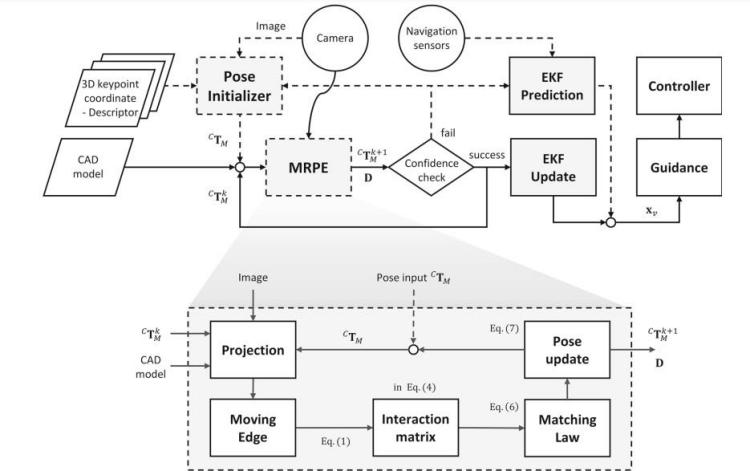 Image
Camera
Navigation
sensors
3D keypoint
coordinate
- Descriptor
Pose
Initializer
EKF
Prediction
Controller
fail
ᶜT_M
CAD
model
MRPE
ᶜT_M^{k+1}
D
Confidence
check
success
EKF
Update
Guidance
ᶜT_M^k
x_v
Image
Pose input ᶜT_M
ᶜT_M^k
CAD
model
Projection
ᶜT_M
Eq. (7)
Pose
update
ᶜT_M^{k+1}
D
in Eq. (4)
Moving
Edge
Eq. (1)
Interaction
matrix
Eq. (6)
Matching
Law